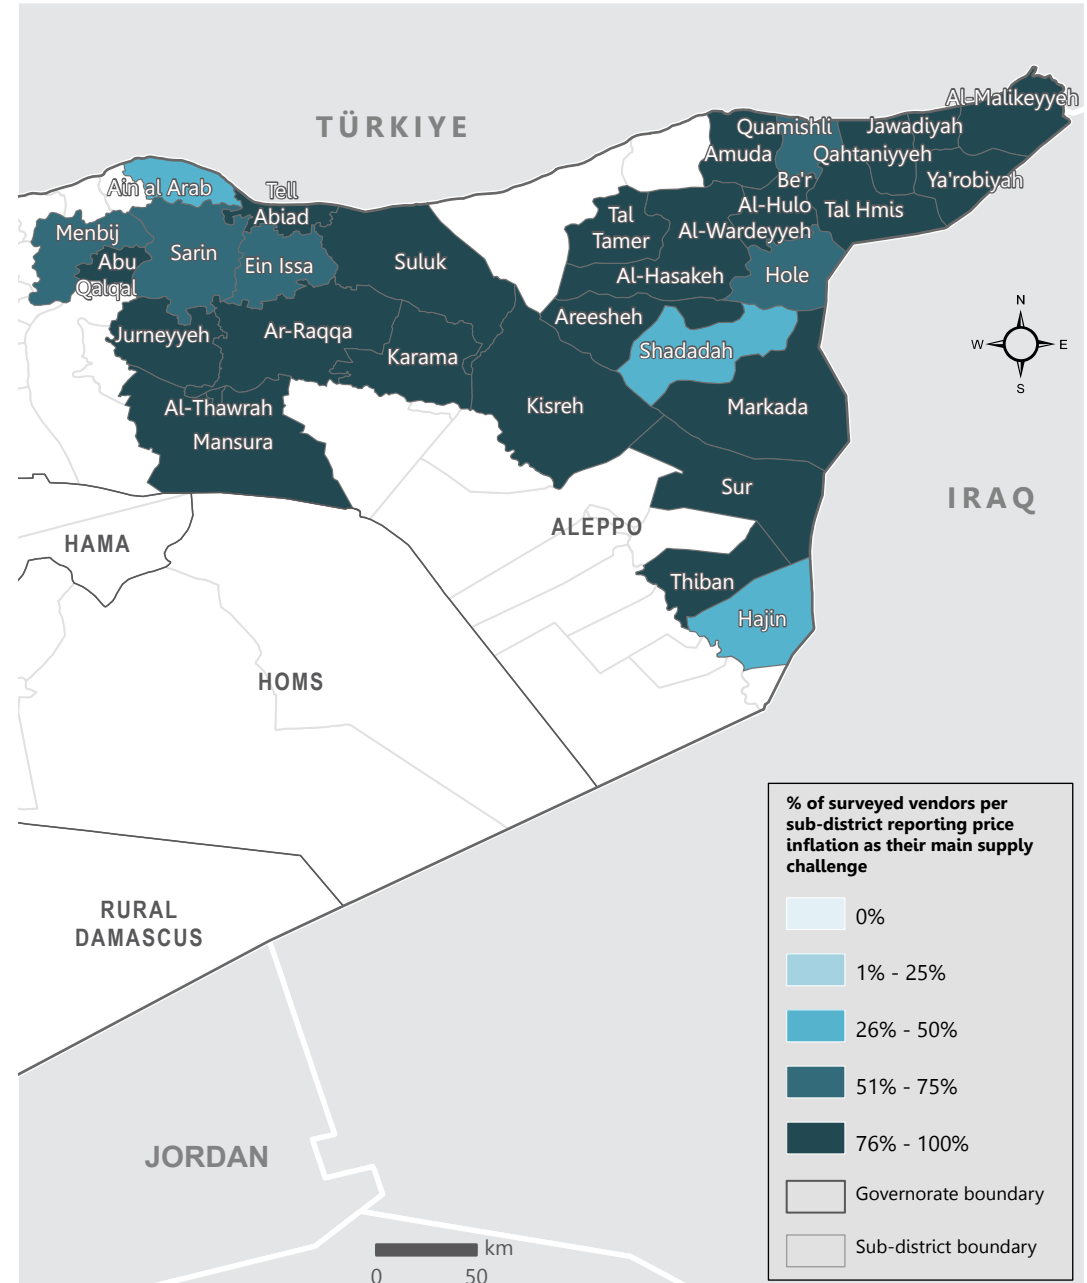 TÜRKIYE
Al-Malikeyyeh
Quamishli
Jawadiyah
Amuda
Qahtaniyyeh
Ain al Arab
Tell
Abiad
Be'r
Al-Hulo
Al-Wardeyyeh
Ya'robiyah
Tal Hmis
Menbij
Abu
Qalqal
Sarin
Ein Issa
Suluk
Tal
Tamer
Al-Hasakeh
Hole
Jurneyyeh
Ar-Raqqa
Karama
Areesheh
Shadadah
N
W
E
S
Al-Thawrah
Mansura
Kisreh
Markada
Sur
IRAQ
HAMA
ALEPPO
Thiban
Hajin
HOMS
RURAL
DAMASCUS
JORDAN
km
0
50
% of surveyed vendors per
sub-district reporting price
inflation as their main supply
challenge
0%
1% - 25%
26% - 50%
51% - 75%
76% - 100%
Governorate boundary
Sub-district boundary